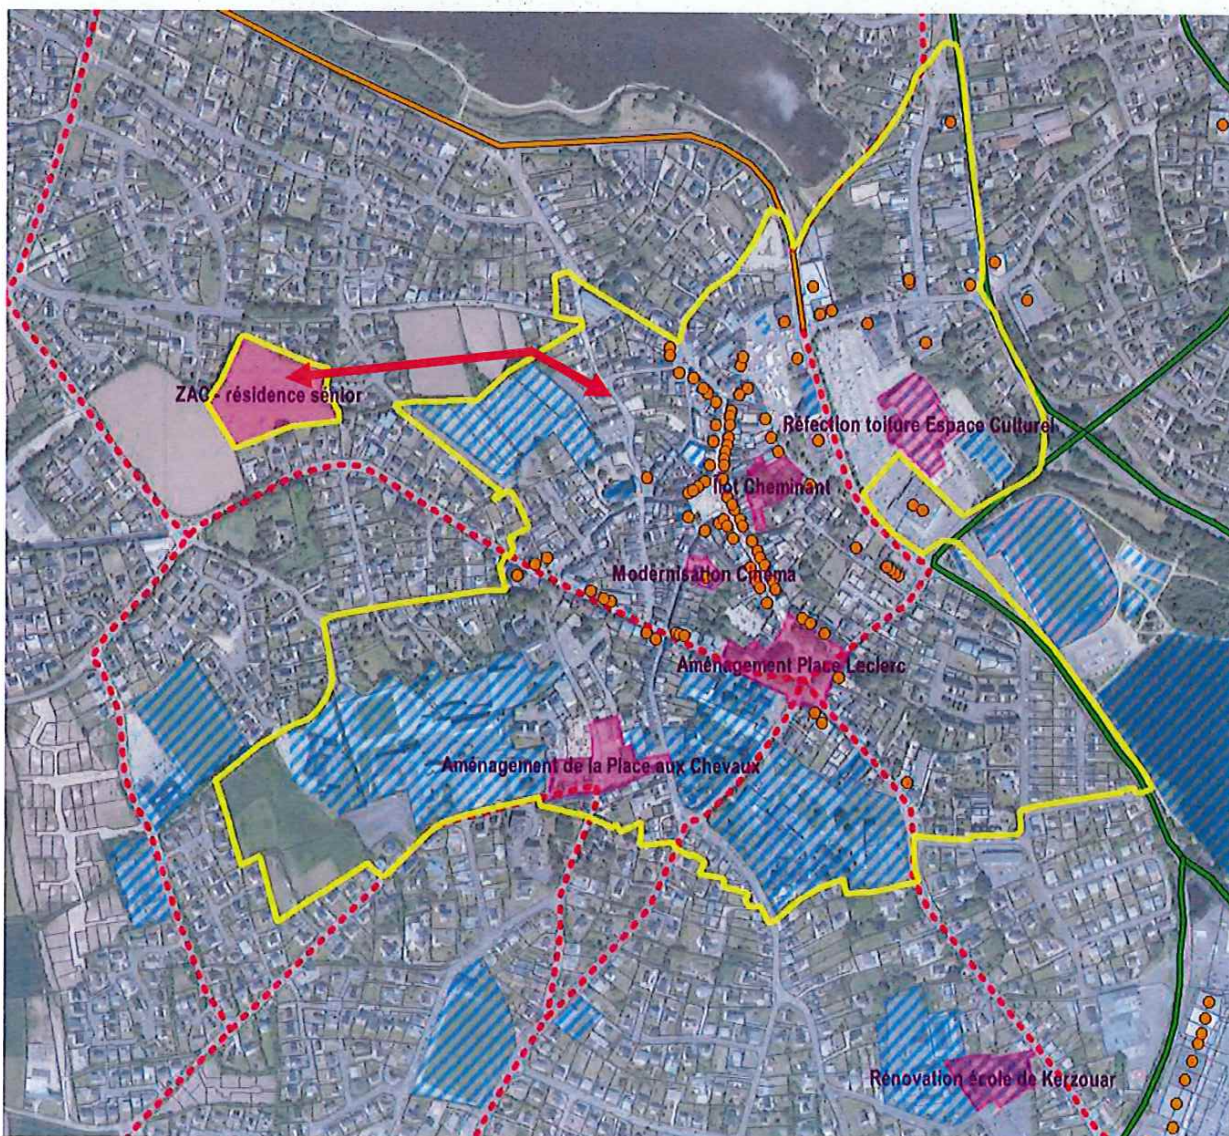 ZAC - résidence sénior
Réfection toiture Espace Culturel
Ilot Cheminant
Modernisation Cinéma
Aménagement Place Leclerc
Aménagement de la Place aux Chevaux
Rénovation école de Kerzouar